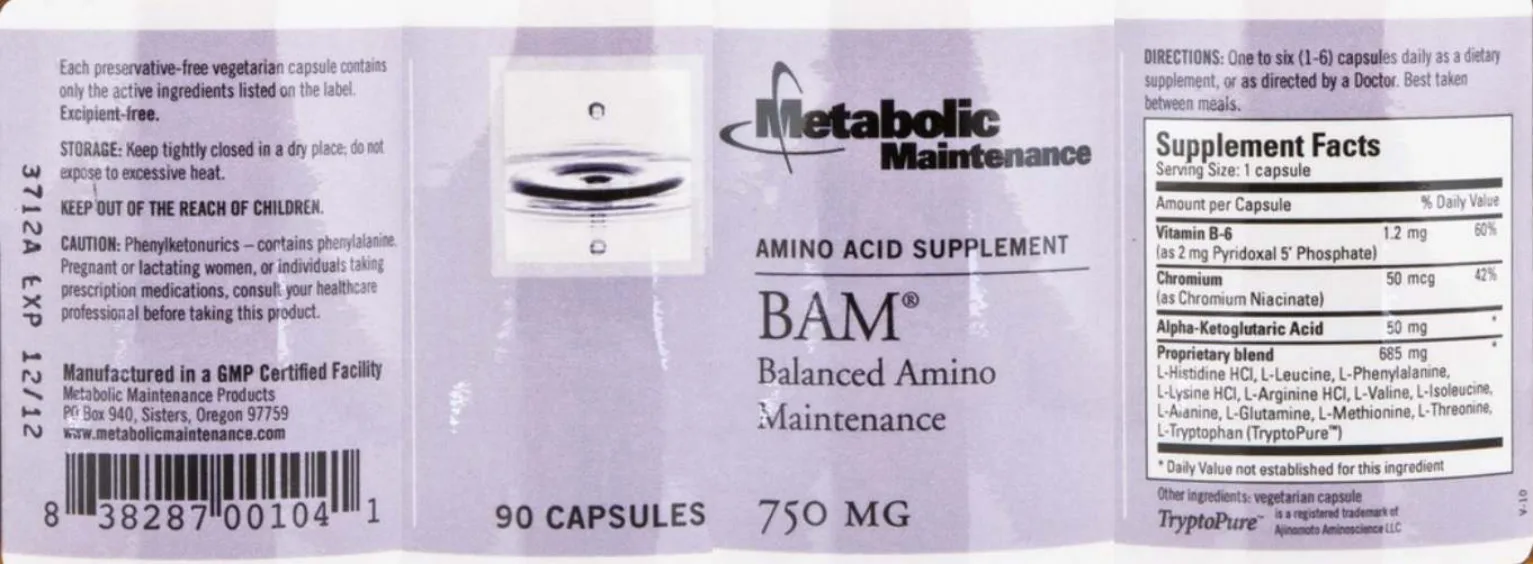 Each preservative-free vegetarian capsule contains
only the active ingredients listed on the label.
Excipient-free.
STORAGE: Keep tightly closed in a dry place; do not
expose to excessive heat.
KEEP OUT OF THE REACH OF CHILDREN.
CAUTION: Phenylketonurics – contains phenylalanine.
Pregnant or lactating women, or individuals taking
prescription medications, consult your healthcare
professional before taking this product.
Manufactured in a GMP Certified Facility
Metabolic Maintenance Products
PO Box 940, Sisters, Oregon 97759
www.metabolicmaintenance.com
8 38287 00104 1
3712A EXP 12/12
90 CAPSULES
Metabolic
Maintenance
AMINO ACID SUPPLEMENT
BAM®
Balanced Amino
Maintenance
750 MG
DIRECTIONS: One to six (1-6) capsules daily as a dietary
supplement, or as directed by a Doctor. Best taken
between meals.
Supplement Facts
Serving Size: 1 capsule
Amount per Capsule % Daily Value
Vitamin B-6 1.2 mg 60%
(as 2 mg Pyridoxal 5' Phosphate)
Chromium 50 mcg 42%
(as Chromium Niacinate)
Alpha-Ketoglutaric Acid 50 mg *
Proprietary blend 685 mg *
L-Histidine HCl, L-Leucine, L-Phenylalanine,
L-Lysine HCl, L-Arginine HCl, L-Valine, L-Isoleucine,
L-Alanine, L-Glutamine, L-Methionine, L-Threonine,
L-Tryptophan (TryptoPure™)
* Daily Value not established for this ingredient
Other ingredients: vegetarian capsule
TryptoPure™ is a registered trademark of
Ajinomoto Aminoscience LLC
V-10